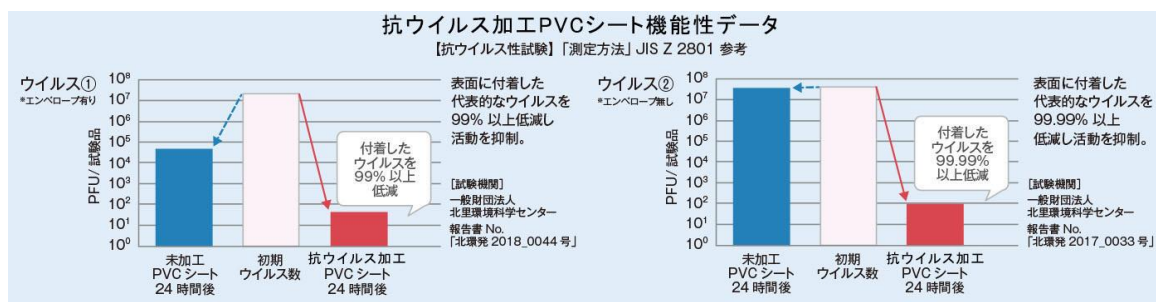 抗ウイルス加工PVCシート機能性データ
【抗ウイルス性試験】「測定方法」JIS Z 2801 参考
ウイルス①
*エンベロープ有り
PFU/ 試験品
10⁸
10⁷
10⁶
10⁵
10⁴
10³
10²
10¹
10⁰
付着した
ウイルスを
99% 以上
低減
未加工
PVC シート
24 時間後
初期
ウイルス数
抗ウイルス加工
PVC シート
24 時間後
表面に付着した
代表的なウイルスを
99% 以上低減し
活動を抑制。
[試験機関]
一般財団法人
北里環境科学センター
報告書 No.
「北環発 2018_0044 号」
ウイルス②
*エンベロープ無し
PFU/ 試験品
10⁸
10⁷
10⁶
10⁵
10⁴
10³
10²
10¹
10⁰
付着した
ウイルスを
99.99%
以上低減
未加工
PVC シート
24 時間後
初期
ウイルス数
抗ウイルス加工
PVC シート
24 時間後
表面に付着した
代表的なウイルスを
99.99% 以上
低減し活動を抑制。
[試験機関]
一般財団法人
北里環境科学センター
報告書 No.
「北環発 2017_0033 号」